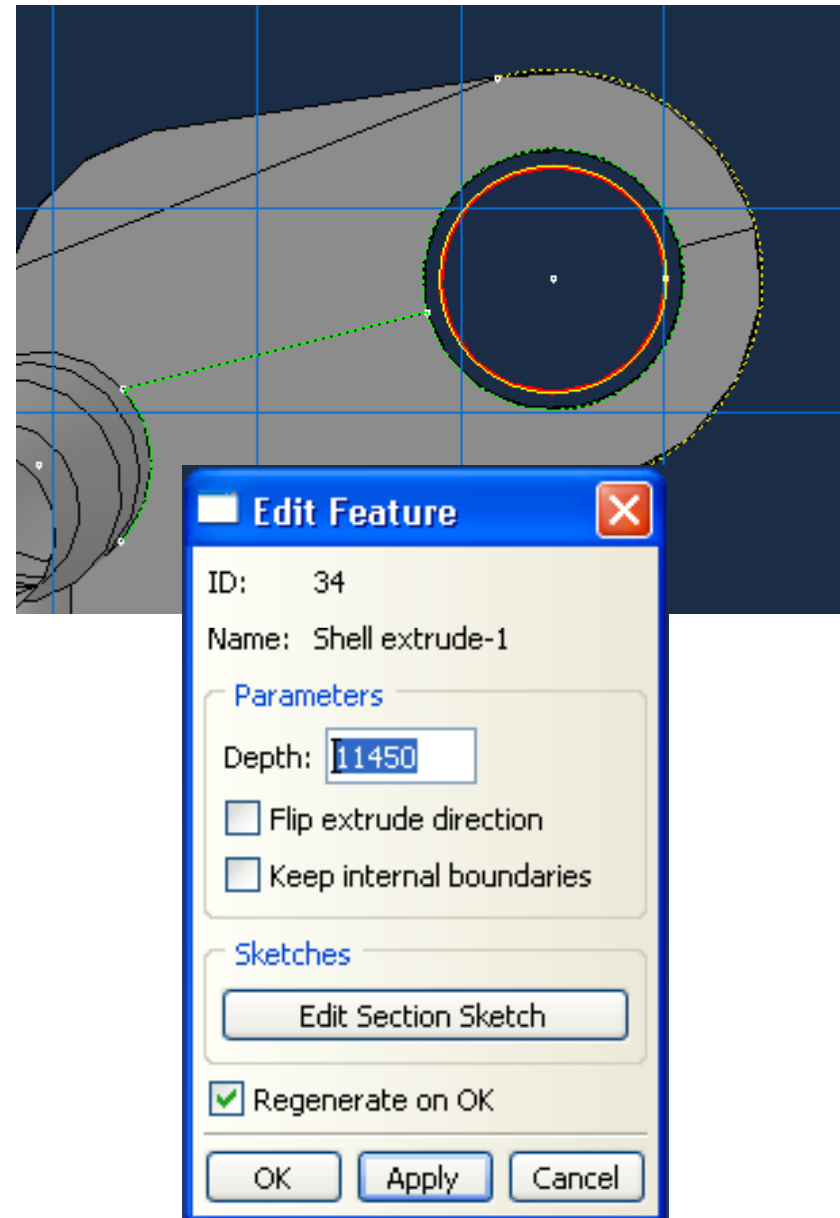 Edit Feature
ID: 34
Name: Shell extrude-1
Parameters
Depth: 11450
Flip extrude direction
Keep internal boundaries
Sketches
Edit Section Sketch
Regenerate on OK
OK Apply Cancel